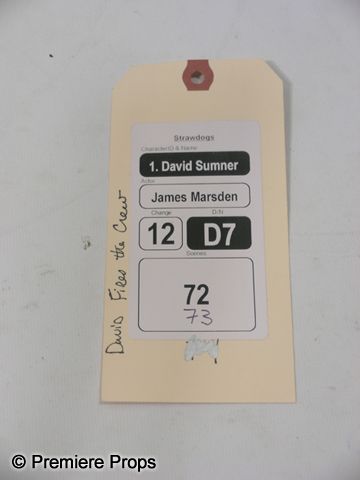 Strawdogs
Character ID & Name
1. David Sumner
Actor
James Marsden
Change
D/N
12
D7
Scenes
72
73
David Fires the Crew
© Premiere Props